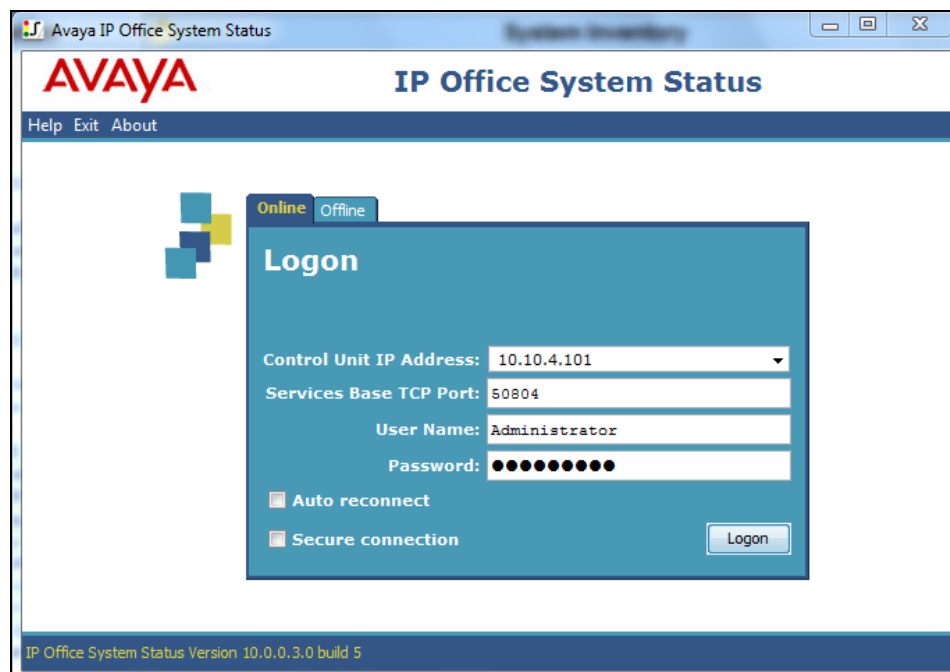 Avaya IP Office System Status
System Inventory
AVAYA
IP Office System Status
Help Exit About
Online Offline
Logon
Control Unit IP Address: 10.10.4.101
Services Base TCP Port: 50804
User Name: Administrator
Password: ●●●●●●●●●
Auto reconnect
Secure connection
Logon
IP Office System Status Version 10.0.0.3.0 build 5